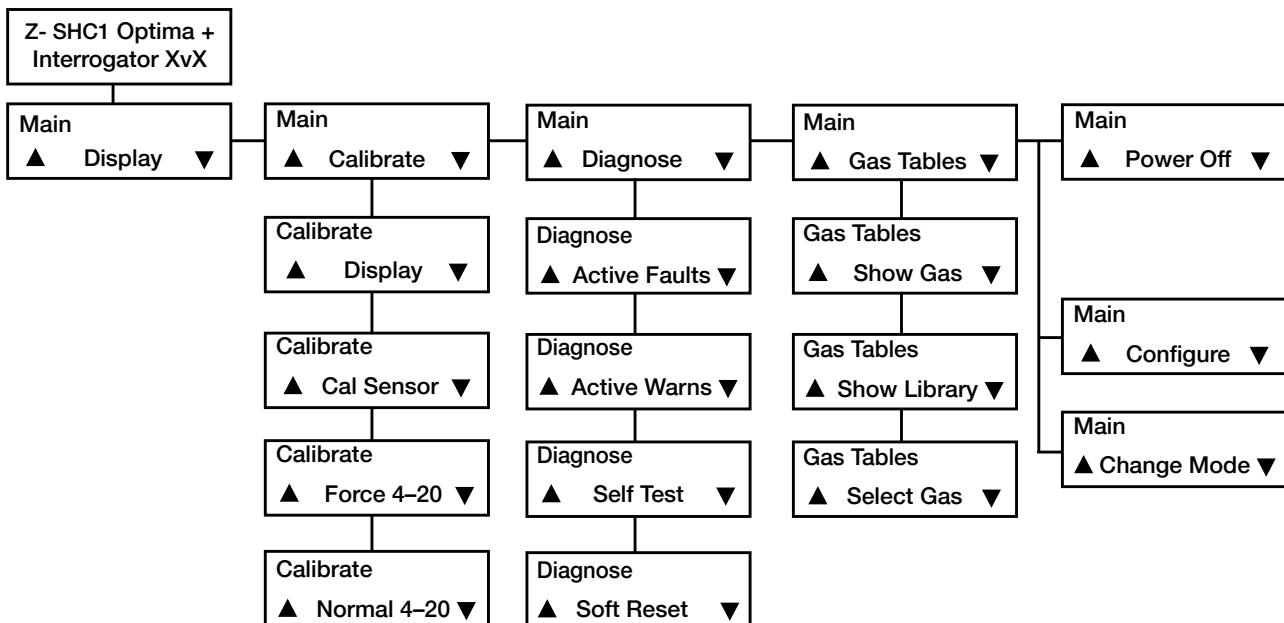 Z- SHC1 Optima +
Interrogator XvX
Main
▲ Display ▼
Main
▲ Calibrate ▼
Main
▲ Diagnose ▼
Main
▲ Gas Tables ▼
Main
▲ Power Off ▼
Calibrate
▲ Display ▼
Diagnose
▲ Active Faults ▼
Gas Tables
▲ Show Gas ▼
Main
▲ Configure ▼
Calibrate
▲ Cal Sensor ▼
Diagnose
▲ Active Warns ▼
Gas Tables
▲ Show Library ▼
Main
▲ Change Mode ▼
Calibrate
▲ Force 4–20 ▼
Diagnose
▲ Self Test ▼
Gas Tables
▲ Select Gas ▼
Calibrate
▲ Normal 4–20 ▼
Diagnose
▲ Soft Reset ▼